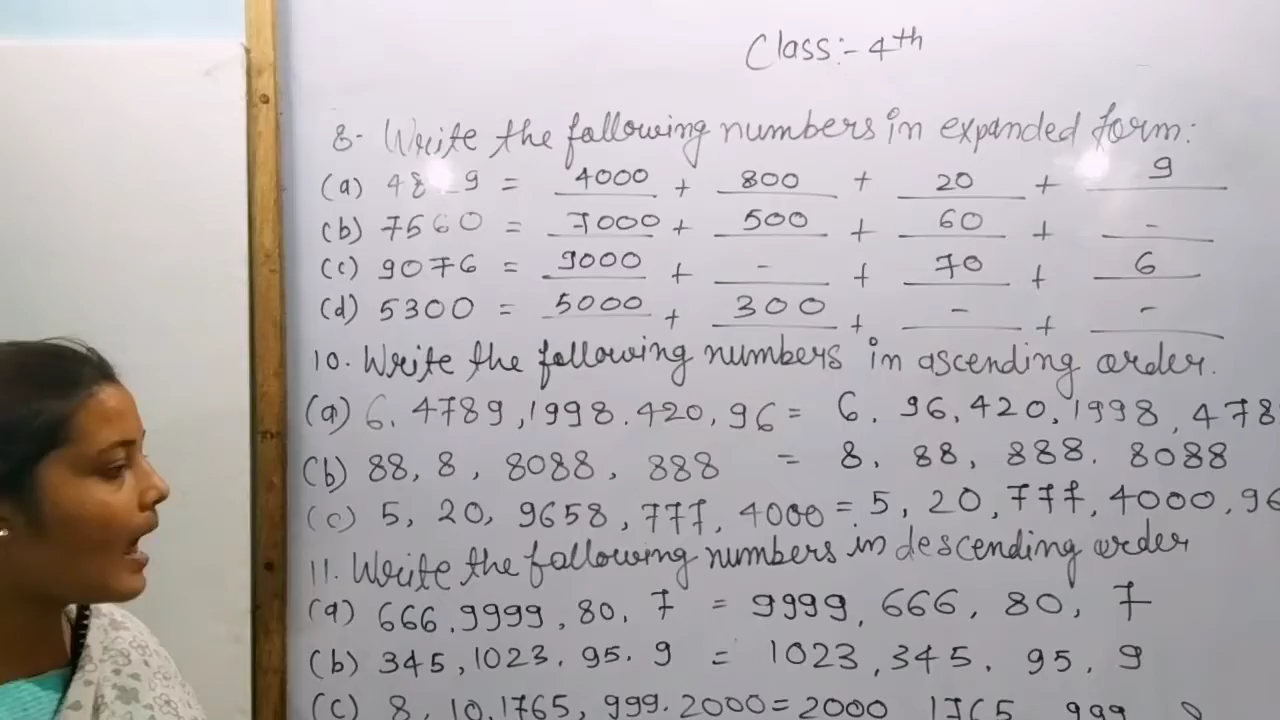 Class:- 4th
8- Write the following numbers in expanded form:
(a) 48 9 = 4000 + 800 + 20 + 9
(b) 7560 = 7000 + 500 + 60 + -
(c) 9076 = 9000 + - + 70 + 6
(d) 5300 = 5000 + 300 + - + -
10. Write the following numbers in ascending order.
(a) 6, 4789, 1998, 420, 96 = 6, 96, 420, 1998, 478
(b) 88, 8, 8088, 888 = 8, 88, 888, 8088
(c) 5, 20, 9658, 777, 4000 = 5, 20, 777, 4000, 96
11. Write the following numbers in descending order
(a) 666, 9999, 80, 7 = 9999, 666, 80, 7
(b) 345, 1023, 95, 9 = 1023, 345, 95, 9
(c) 8, 10, 1765, 999, 2000 = 2000 1765 999